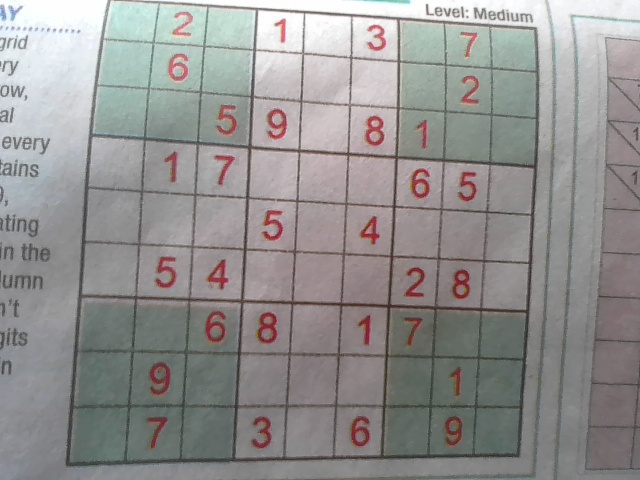 AY
Level: Medium
grid
ery
ow,
al
every
tains
9,
ating
in the
lumn
n't
gits
n
2 1 3 7
6 2
5 9 8 1
1 7 6 5
5 4
5 4 2 8
6 8 1 7
9 1
7 3 6 9